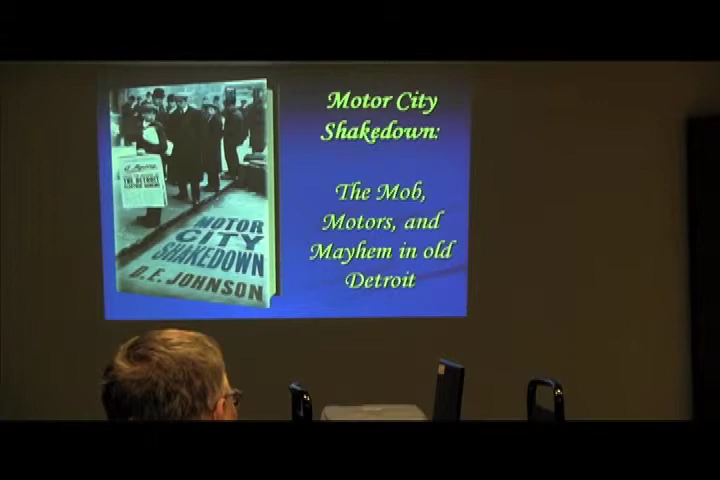 Motor City
Shakedown:
The Mob,
Motors, and
Mayhem in old
Detroit
THE DETROIT
MOTOR
CITY
SHAKEDOWN
D.E. JOHNSON